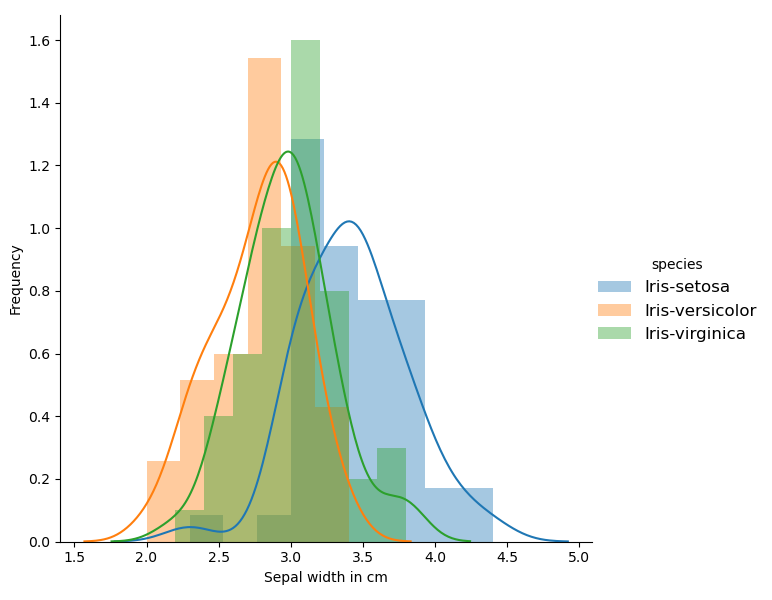 1.6
1.4
1.2
1.0
0.8
0.6
0.4
0.2
0.0
Frequency
1.5 2.0 2.5 3.0 3.5 4.0 4.5 5.0
Sepal width in cm
species
Iris-setosa
Iris-versicolor
Iris-virginica